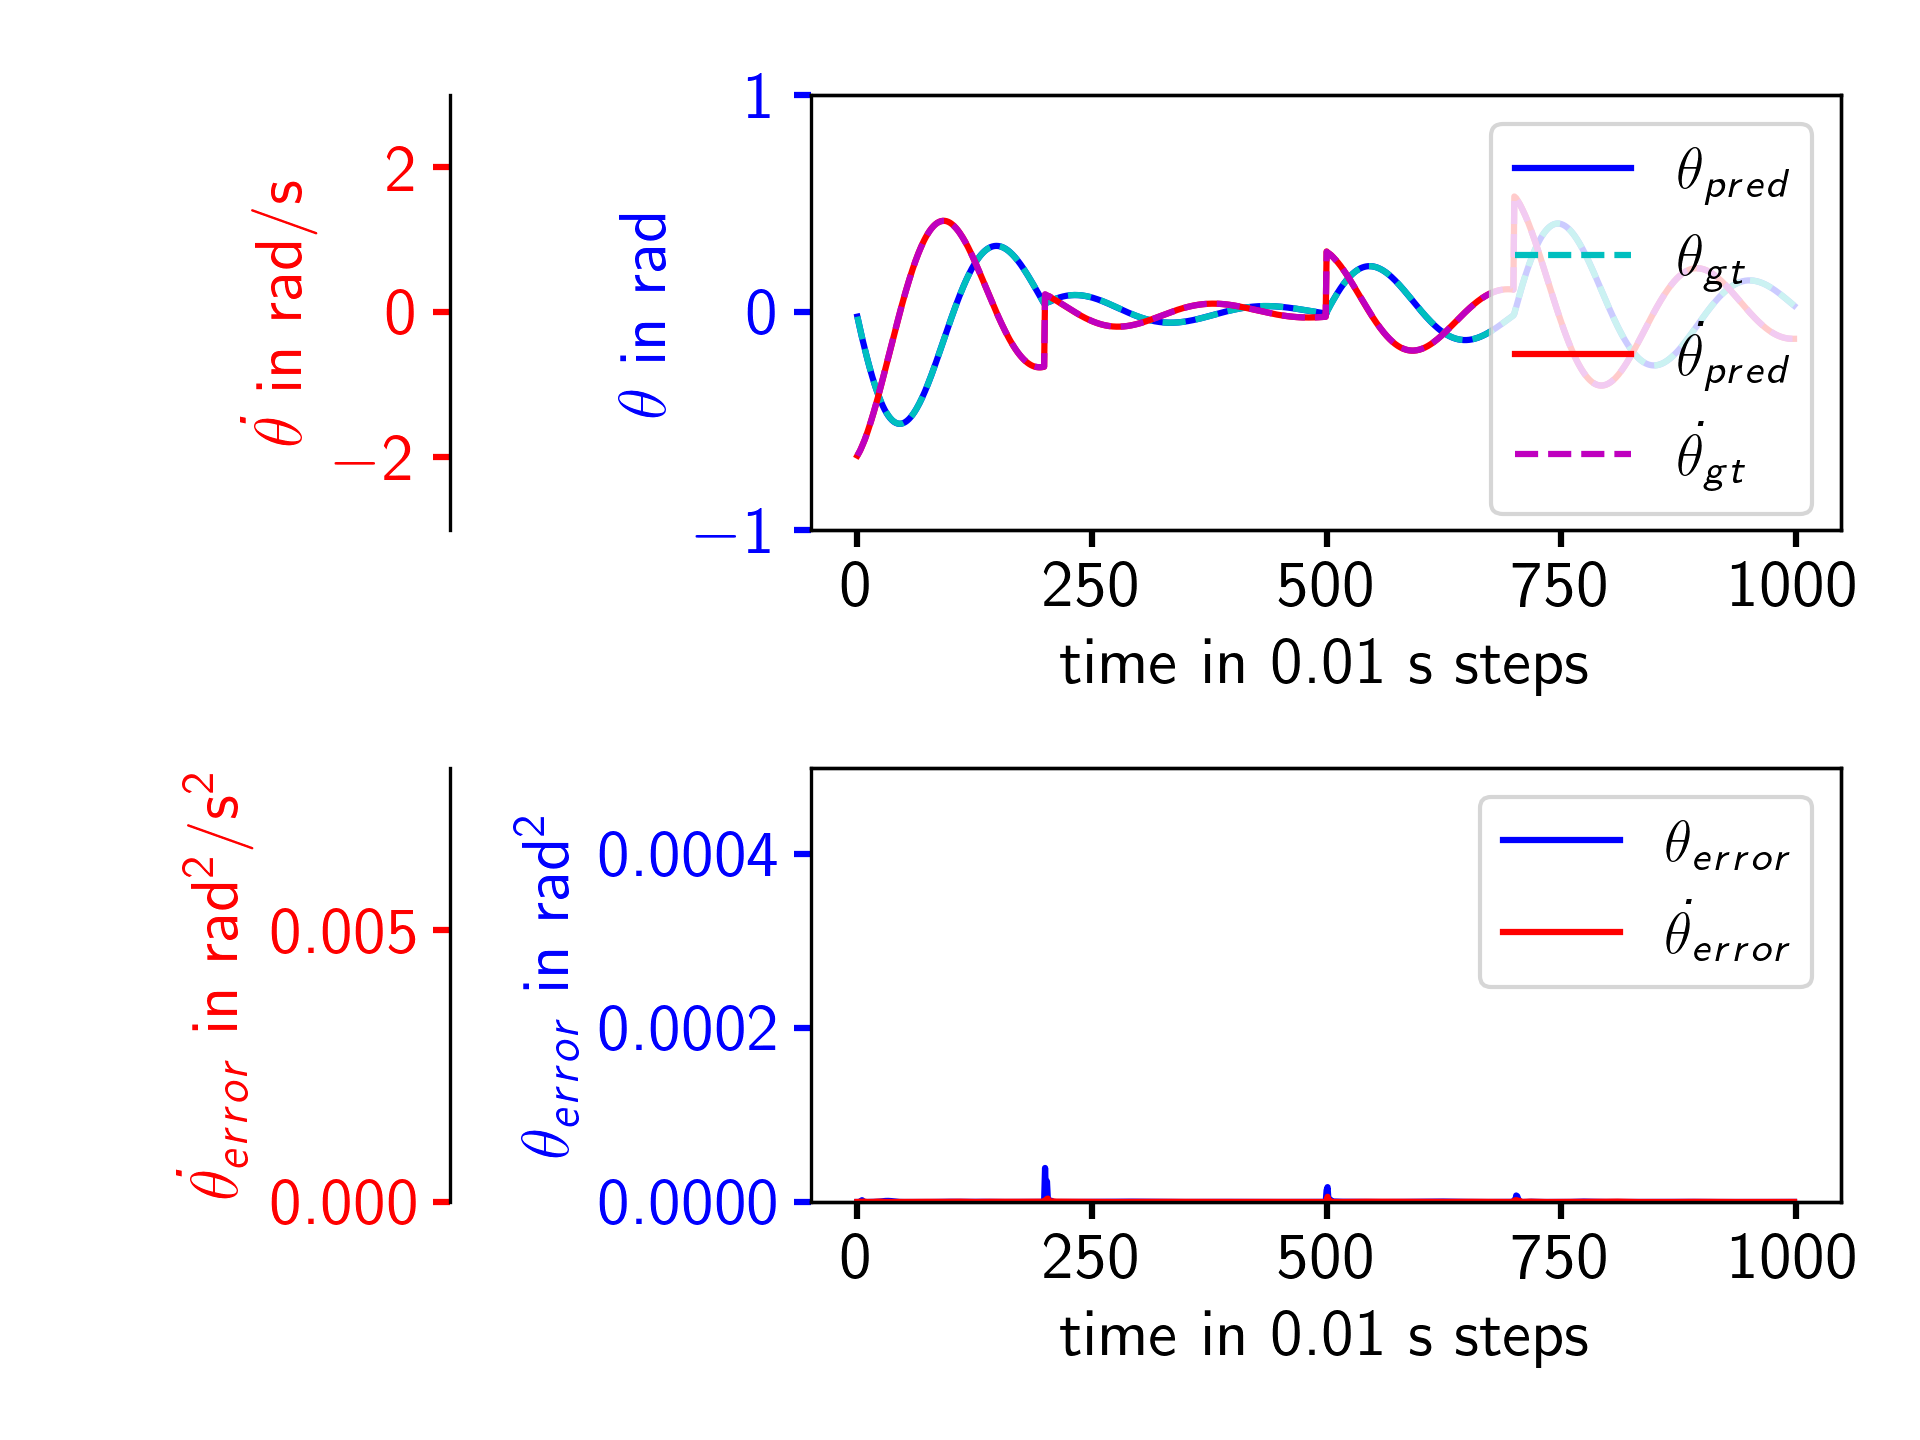 1
2
0
−2
θ̇ in rad/s
0
−1
θ in rad
θ_pred
θ_gt
θ̇_pred
θ̇_gt
0 250 500 750 1000
time in 0.01 s steps
0.005
0.000
θ̇_error in rad²/s²
0.0004
0.0002
0.0000
θ_error in rad²
θ_error
θ̇_error
0 250 500 750 1000
time in 0.01 s steps